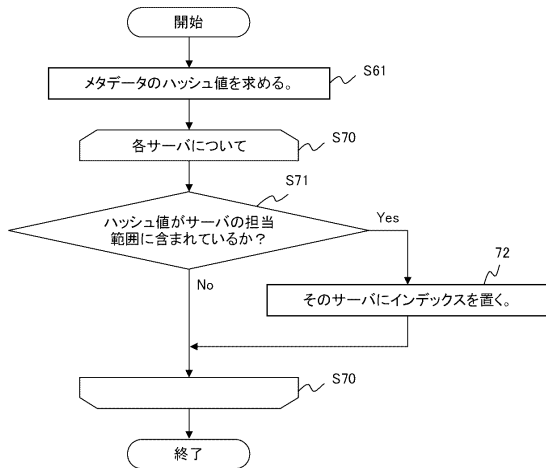 開始
メタデータのハッシュ値を求める。
S61
各サーバについて
S70
S71
ハッシュ値がサーバの担当
範囲に含まれているか？
Yes
No
72
そのサーバにインデックスを置く。
S70
終了